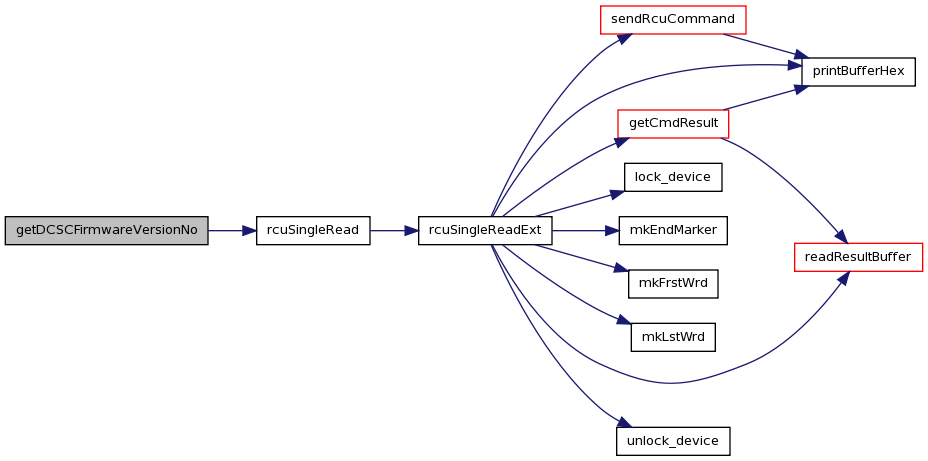 sendRcuCommand
printBufferHex
getCmdResult
lock_device
getDCSCFirmwareVersionNo
rcuSingleRead
rcuSingleReadExt
mkEndMarker
readResultBuffer
mkFrstWrd
mkLstWrd
unlock_device